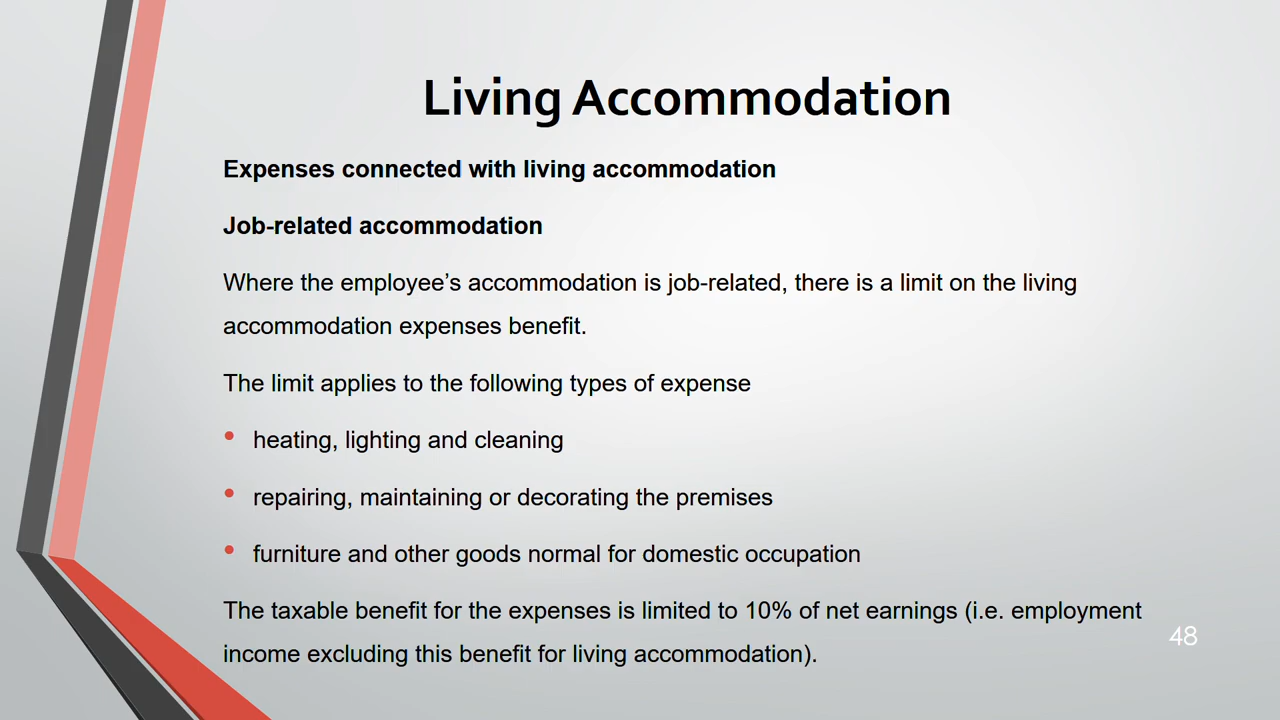 Living Accommodation
Expenses connected with living accommodation
Job-related accommodation
Where the employee’s accommodation is job-related, there is a limit on the living
accommodation expenses benefit.
The limit applies to the following types of expense
• heating, lighting and cleaning
• repairing, maintaining or decorating the premises
• furniture and other goods normal for domestic occupation
The taxable benefit for the expenses is limited to 10% of net earnings (i.e. employment
income excluding this benefit for living accommodation).
48